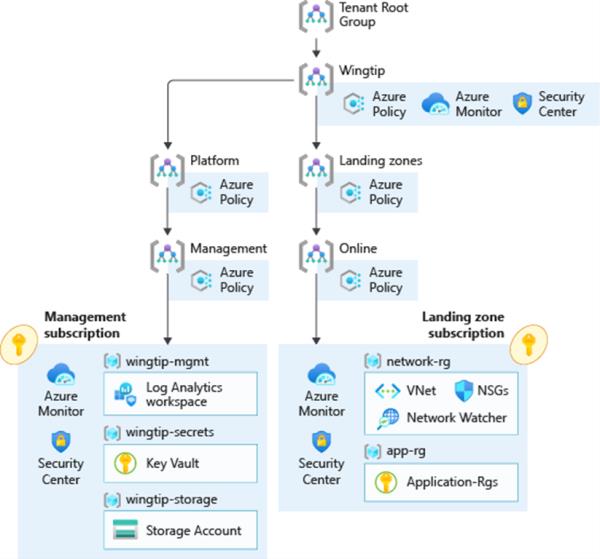 Tenant Root
Group
Wingtip
Azure
Policy
Azure
Monitor
Security
Center
Platform
Azure
Policy
Landing zones
Azure
Policy
Management
Azure
Policy
Online
Azure
Policy
Management
subscription
wingtip-mgmt
Log Analytics
workspace
Azure
Monitor
wingtip-secrets
Key Vault
Security
Center
wingtip-storage
Storage Account
Landing zone
subscription
network-rg
VNet
NSGs
Network Watcher
Azure
Monitor
app-rg
Application-Rgs
Security
Center